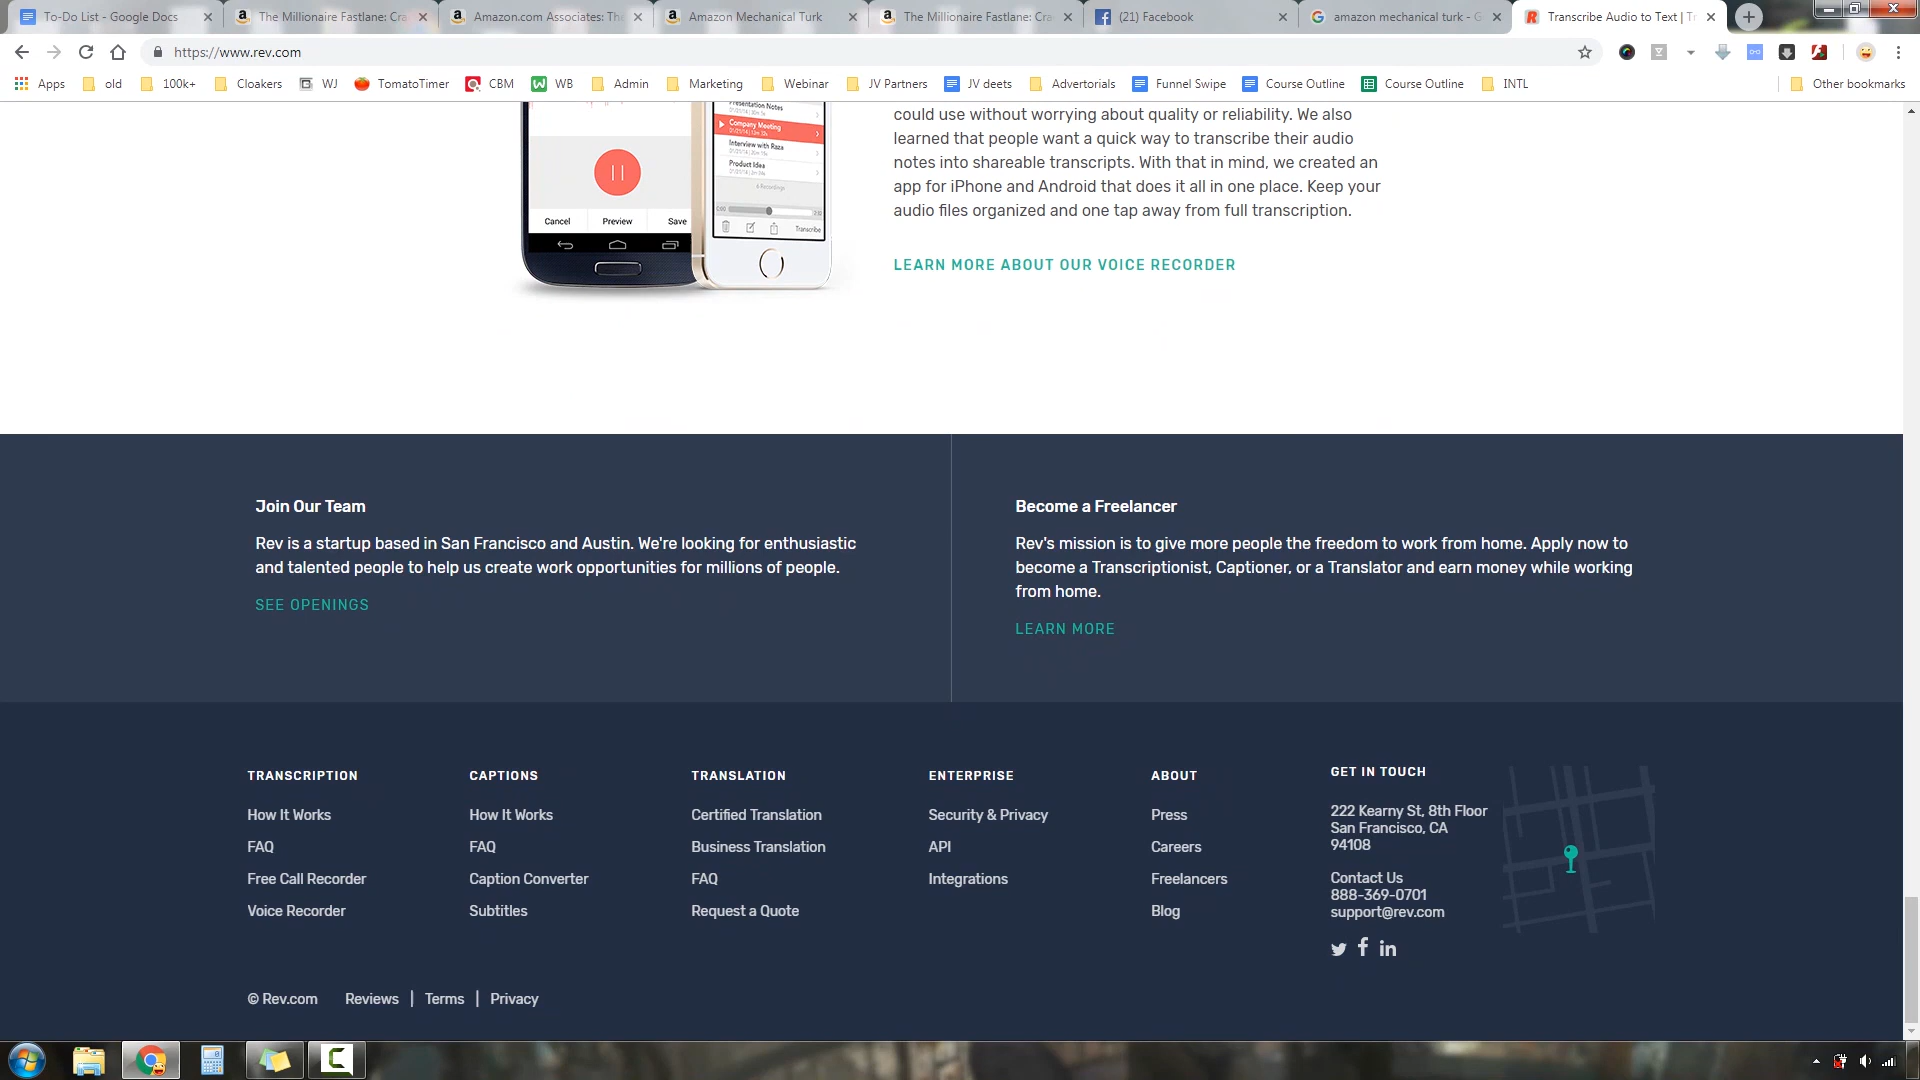 To-Do List - Google Docs
The Millionaire Fastlane: Cra
Amazon.com Associates: The
Amazon Mechanical Turk
The Millionaire Fastlane: Cra
(21) Facebook
amazon mechanical turk - G
Transcribe Audio to Text | Tr
https://www.rev.com
Apps
old
100k+
Cloakers
WJ
TomatoTimer
CBM
WB
Admin
Marketing
Webinar
JV Partners
JV deets
Advertorials
Funnel Swipe
Course Outline
Course Outline
INTL
Other bookmarks
Presentation Notes
Company Meeting
Interview with Raza
Product Idea
6 Recordings
Cancel
Preview
Save
Transcribe
could use without worrying about quality or reliability. We also
learned that people want a quick way to transcribe their audio
notes into shareable transcripts. With that in mind, we created an
app for iPhone and Android that does it all in one place. Keep your
audio files organized and one tap away from full transcription.
LEARN MORE ABOUT OUR VOICE RECORDER
Join Our Team
Rev is a startup based in San Francisco and Austin. We're looking for enthusiastic
and talented people to help us create work opportunities for millions of people.
SEE OPENINGS
Become a Freelancer
Rev's mission is to give more people the freedom to work from home. Apply now to
become a Transcriptionist, Captioner, or a Translator and earn money while working
from home.
LEARN MORE
TRANSCRIPTION
How It Works
FAQ
Free Call Recorder
Voice Recorder
CAPTIONS
How It Works
FAQ
Caption Converter
Subtitles
TRANSLATION
Certified Translation
Business Translation
FAQ
Request a Quote
ENTERPRISE
Security & Privacy
API
Integrations
ABOUT
Press
Careers
Freelancers
Blog
GET IN TOUCH
222 Kearny St, 8th Floor
San Francisco, CA
94108
Contact Us
888-369-0701
support@rev.com
© Rev.com
Reviews | Terms | Privacy